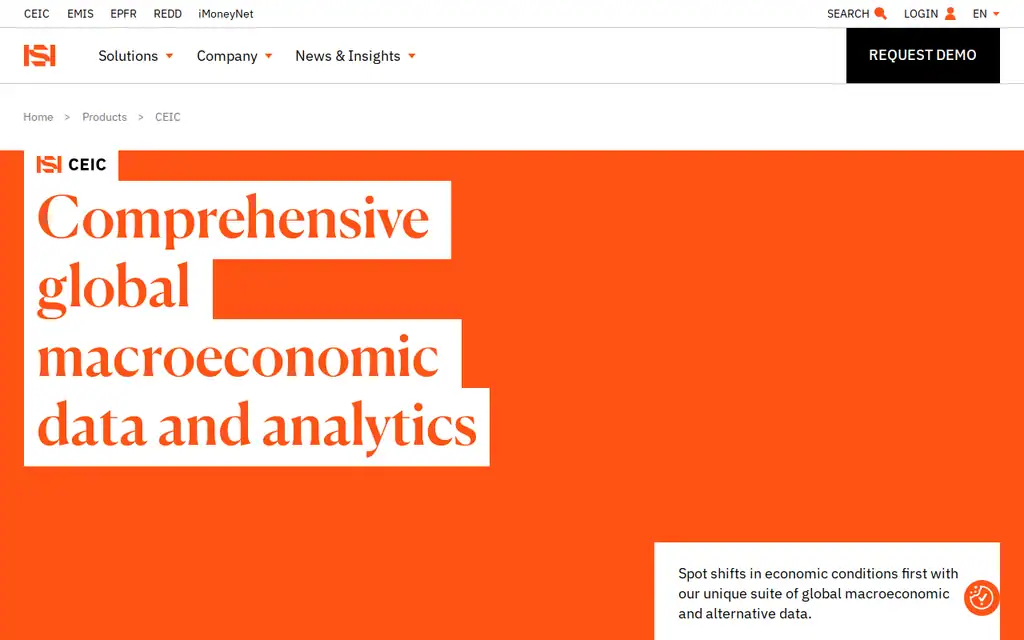 CEIC EMIS EPFR REDD iMoneyNet SEARCH LOGIN EN
Solutions Company News & Insights REQUEST DEMO
Home > Products > CEIC
CEIC
Comprehensive
global
macroeconomic
data and analytics
Spot shifts in economic conditions first with
our unique suite of global macroeconomic
and alternative data.